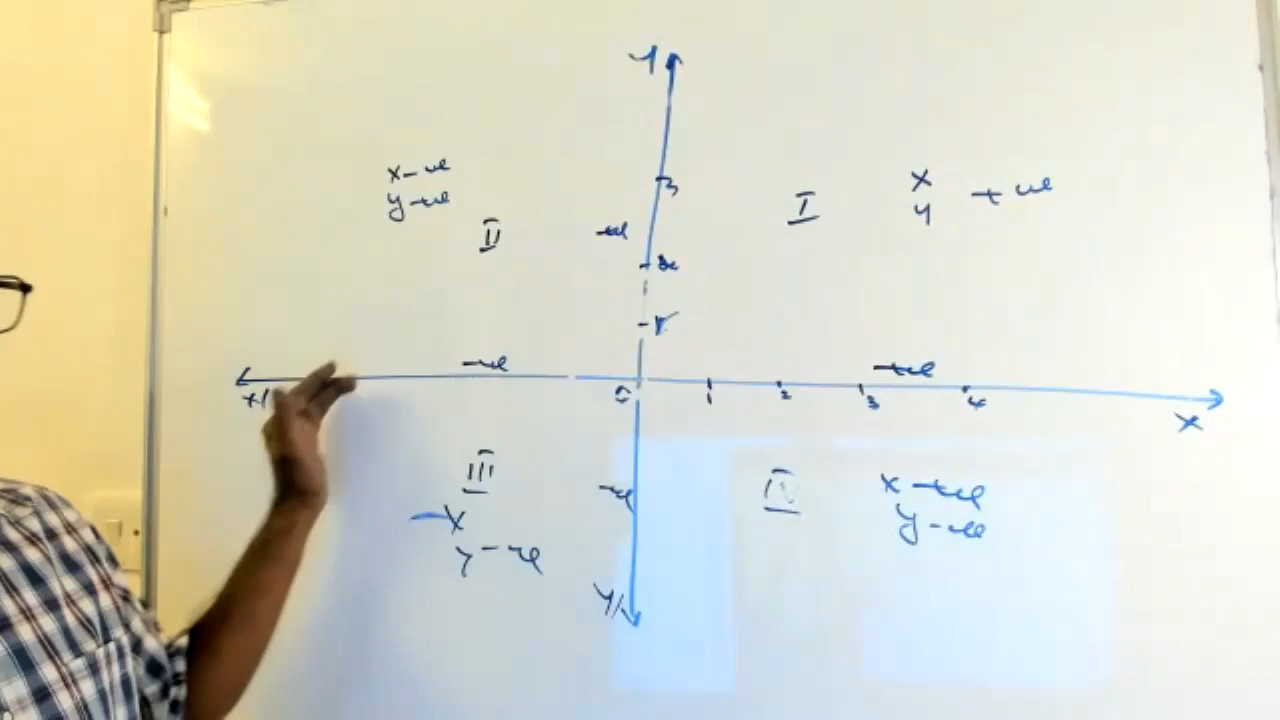 Y
x -ve
y +ve
II
3
+ve
2
1
I
x
y
+ve
-ve
+ve
X'
0
1
2
3
4
X
III
-x
y -ve
-ve
IV
x +ve
y -ve
Y'